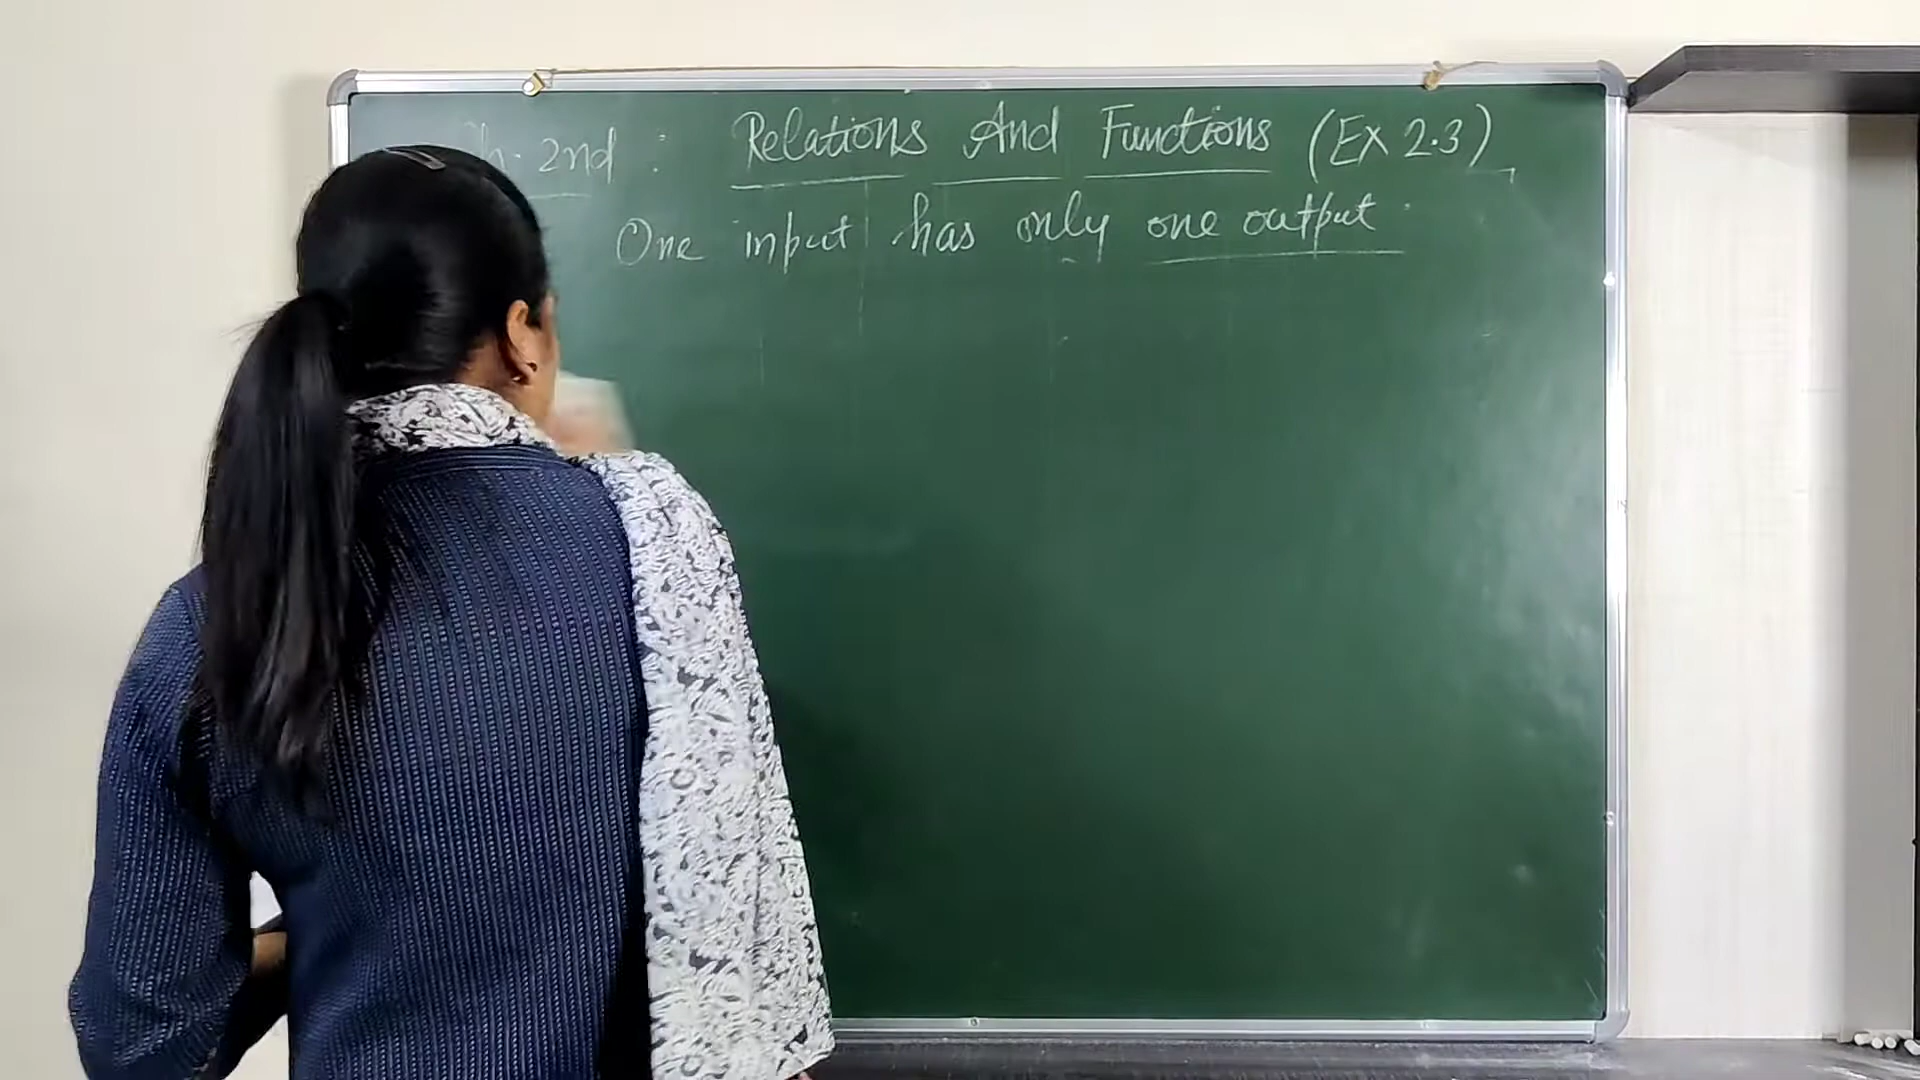 h. 2nd : Relations And Functions (Ex 2.3)
One input has only one output.